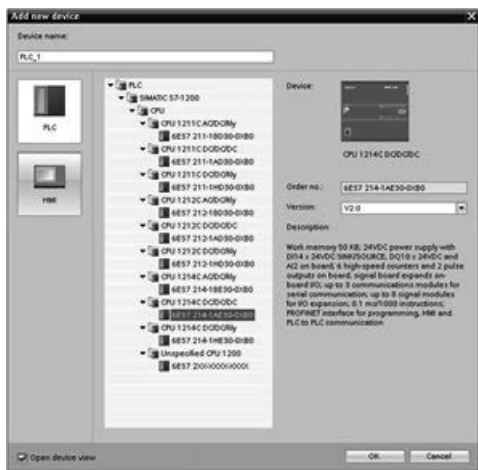 Add new device
Device name:
PLC_1
PLC
HMI
PLC
SIMATIC S7-1200
CPU
CPU 1211C AC/DC/Rly
6ES7 211-1BD30-0XB0
CPU 1211C DC/DC/DC
6ES7 211-1AD30-0XB0
CPU 1211C DC/DC/Rly
6ES7 211-1HD30-0XB0
CPU 1212C AC/DC/Rly
6ES7 212-1BD30-0XB0
CPU 1212C DC/DC/DC
6ES7 212-1AD30-0XB0
CPU 1212C DC/DC/Rly
6ES7 212-1HD30-0XB0
CPU 1214C AC/DC/Rly
6ES7 214-1BE30-0XB0
CPU 1214C DC/DC/DC
6ES7 214-1AE30-0XB0
CPU 1214C DC/DC/Rly
6ES7 214-1HE30-0XB0
Unspecified CPU 1200
6ES7 2XX-XXXXX-XXXX
Device:
CPU 1214C DC/DC/DC
Order no.: 6ES7 214-1AE30-0XB0
Version: V2.0
Description:
Work memory 50 KB; 24VDC power supply with
DI14 x 24VDC SINK/SOURCE, DQ10 x 24VDC and
AI2 on board, 6 high-speed counters and 2 pulse
outputs on board; signal board expands on-
board I/O; up to 3 communications modules for
serial communication; up to 8 signal modules
for I/O expansion; 0.1 ms/1000 instructions;
PROFINET interface for programming, HMI and
PLC to PLC communication
Open device view
OK
Cancel